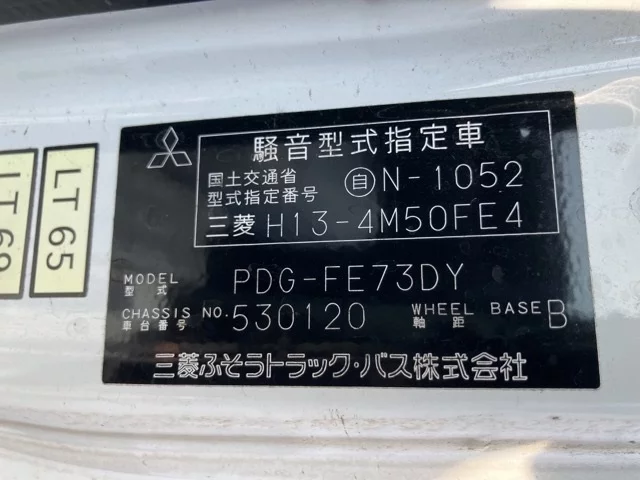 騒音型式指定車
国土交通省
型式指定番号 自N-1052
三菱 H13-4M50FE4
MODEL
型式 PDG-FE73DY
CHASSIS NO. 530120 WHEEL BASE B
車台番号 軸距
三菱ふそうトラック・バス株式会社
LT 65
LT 69